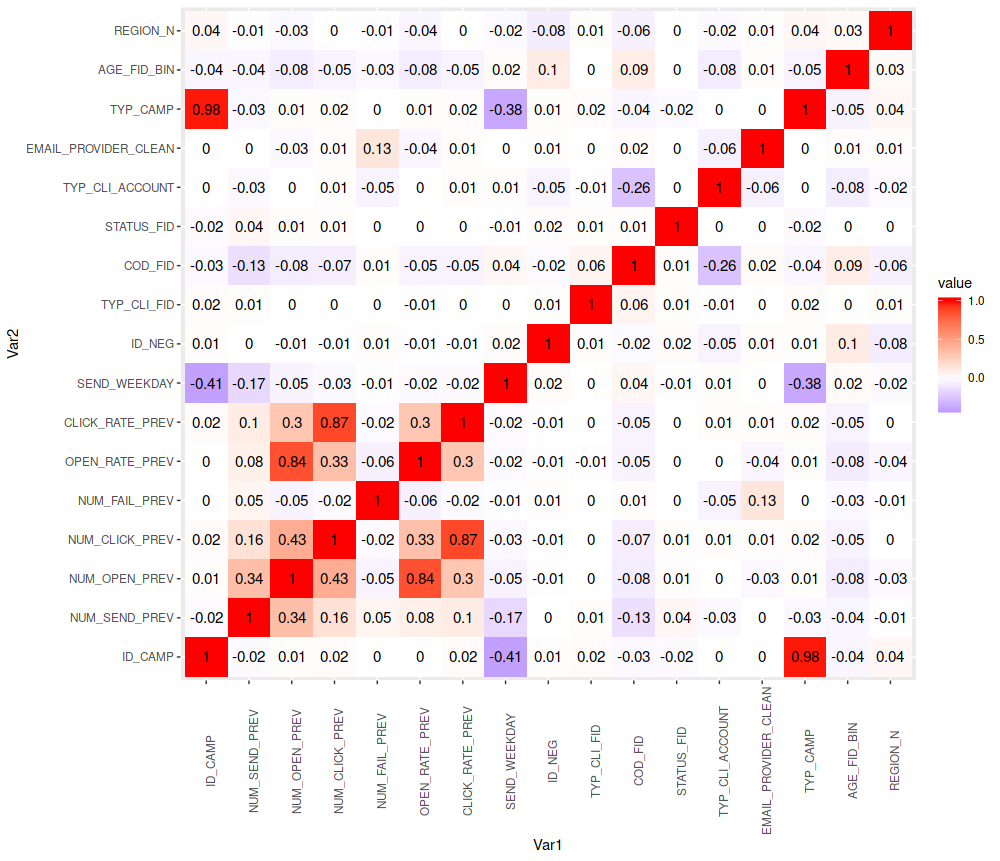 REGION_N 0.04 -0.01 -0.03 0 -0.01 -0.04 0 -0.02 -0.08 0.01 -0.06 0 -0.02 0.01 0.04 0.03 1
AGE_FID_BIN -0.04 -0.04 -0.08 -0.05 -0.03 -0.08 -0.05 0.02 0.1 0 0.09 0 -0.08 0.01 -0.05 1 0.03
TYP_CAMP 0.98 -0.03 0.01 0.02 0 0.01 0.02 -0.38 0.01 0.02 -0.04 -0.02 0 0 1 -0.05 0.04
EMAIL_PROVIDER_CLEAN 0 0 -0.03 0.01 0.13 -0.04 0.01 0 0.01 0 0.02 0 -0.06 1 0 0.01 0.01
TYP_CLI_ACCOUNT 0 -0.03 0 0.01 -0.05 0 0.01 0.01 -0.05 -0.01 -0.26 0 1 -0.06 0 -0.08 -0.02
STATUS_FID -0.02 0.04 0.01 0.01 0 0 0 -0.01 0.02 0.01 0.01 1 0 0 -0.02 0 0
COD_FID -0.03 -0.13 -0.08 -0.07 0.01 -0.05 -0.05 0.04 -0.02 0.06 1 0.01 -0.26 0.02 -0.04 0.09 -0.06
TYP_CLI_FID 0.02 0.01 0 0 0 -0.01 0 0 0.01 1 0.06 0.01 -0.01 0 0.02 0 0.01
ID_NEG 0.01 0 -0.01 -0.01 0.01 -0.01 -0.01 0.02 1 0.01 -0.02 0.02 -0.05 0.01 0.01 0.1 -0.08
SEND_WEEKDAY -0.41 -0.17 -0.05 -0.03 -0.01 -0.02 -0.02 1 0.02 0 0.04 -0.01 0.01 0 -0.38 0.02 -0.02
CLICK_RATE_PREV 0.02 0.1 0.3 0.87 -0.02 0.3 1 -0.02 -0.01 0 -0.05 0 0.01 0.01 0.02 -0.05 0
OPEN_RATE_PREV 0 0.08 0.84 0.33 -0.06 1 0.3 -0.02 -0.01 -0.01 -0.05 0 0 -0.04 0.01 -0.08 -0.04
NUM_FAIL_PREV 0 0.05 -0.05 -0.02 1 -0.06 -0.02 -0.01 0.01 0 0.01 0 -0.05 0.13 0 -0.03 -0.01
NUM_CLICK_PREV 0.02 0.16 0.43 1 -0.02 0.33 0.87 -0.03 -0.01 0 -0.07 0.01 0.01 0.01 0.02 -0.05 0
NUM_OPEN_PREV 0.01 0.34 1 0.43 -0.05 0.84 0.3 -0.05 -0.01 0 -0.08 0.01 0 -0.03 0.01 -0.08 -0.03
NUM_SEND_PREV -0.02 1 0.34 0.16 0.05 0.08 0.1 -0.17 0 0.01 -0.13 0.04 -0.03 0 -0.03 -0.04 -0.01
ID_CAMP 1 -0.02 0.01 0.02 0 0 0.02 -0.41 0.01 0.02 -0.03 -0.02 0 0 0.98 -0.04 0.04
Var2
ID_CAMP
NUM_SEND_PREV
NUM_OPEN_PREV
NUM_CLICK_PREV
NUM_FAIL_PREV
OPEN_RATE_PREV
CLICK_RATE_PREV
SEND_WEEKDAY
ID_NEG
TYP_CLI_FID
COD_FID
STATUS_FID
TYP_CLI_ACCOUNT
EMAIL_PROVIDER_CLEAN
TYP_CAMP
AGE_FID_BIN
REGION_N
Var1
value
1.0
0.5
0.0